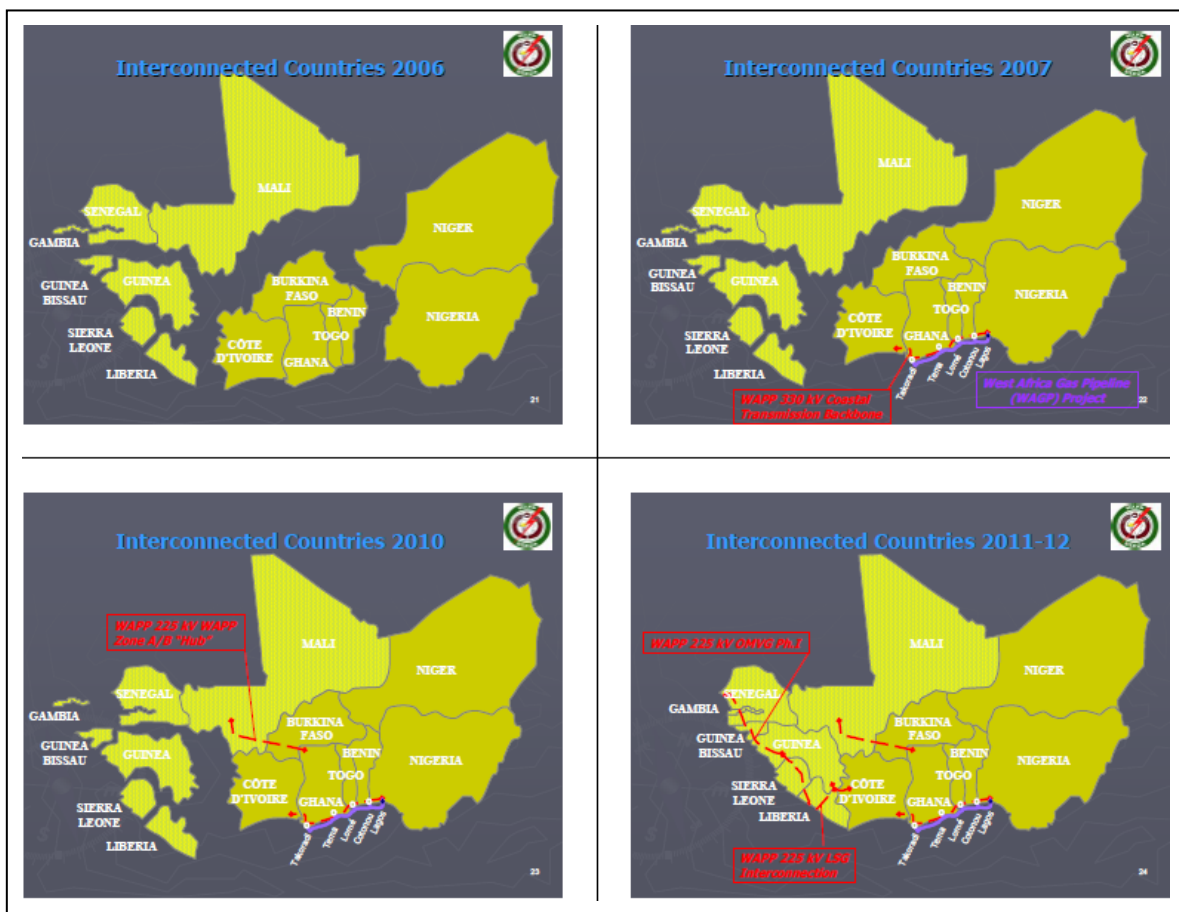 Interconnected Countries 2006
MALI
SENEGAL
GAMBIA
GUINEA
BISSAU
GUINEA
SIERRA
LEONE
LIBERIA
BURKINA
FASO
BENIN
TOGO
CÔTE
D'IVOIRE
GHANA
NIGER
NIGERIA
21
Interconnected Countries 2007
MALI
SENEGAL
GAMBIA
GUINEA
BISSAU
GUINEA
SIERRA
LEONE
LIBERIA
NIGER
BURKINA
FASO
BENIN
TOGO
CÔTE
D'IVOIRE
GHANA
NIGERIA
Takoradi
Tema
Lomé
Cotonou
Lagos
WAPP 330 kV Coastal
Transmission Backbone
West Africa Gas Pipeline
(WAGP) Project
22
Interconnected Countries 2010
WAPP 225 kV WAPP
Zone A/B "Hub"
MALI
SENEGAL
GAMBIA
GUINEA
BISSAU
GUINEA
SIERRA
LEONE
LIBERIA
NIGER
BURKINA
FASO
BENIN
TOGO
CÔTE
D'IVOIRE
GHANA
NIGERIA
Takoradi
Tema
Lomé
Cotonou
Lagos
23
Interconnected Countries 2011-12
WAPP 225 kV OMVG Ph.I
MALI
SENEGAL
GAMBIA
GUINEA
BISSAU
GUINEA
SIERRA
LEONE
LIBERIA
NIGER
BURKINA
FASO
BENIN
TOGO
CÔTE
D'IVOIRE
GHANA
NIGERIA
Takoradi
Tema
Lomé
Cotonou
Lagos
WAPP 225 kV LSG
Interconnection
24